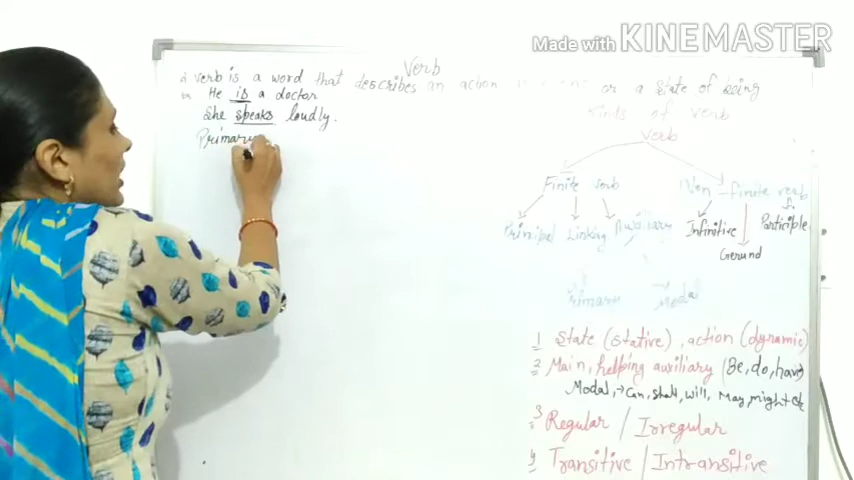 Made with KINEMASTER
Verb
A verb is a word that describes an action or a state of being
He is a doctor
She speaks loudly.
Primary
Kinds of verb
Verb
Finite verb
Non-finite verb
Principal Linking Auxiliary
Infinitive Participle
Gerund
Primary Modal
1 State (stative), action (dynamic)
2 Main, helping auxiliary (Be, do, have)
Modal, → Can, shall, will, May, might etc
3 Regular / Irregular
4 Transitive / Intransitive